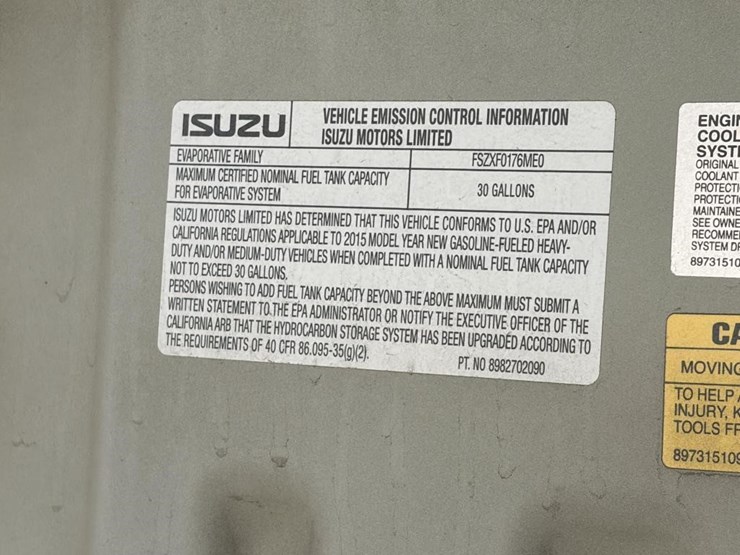 ISUZU
VEHICLE EMISSION CONTROL INFORMATION
ISUZU MOTORS LIMITED
EVAPORATIVE FAMILY FSZXF0176ME0
MAXIMUM CERTIFIED NOMINAL FUEL TANK CAPACITY
FOR EVAPORATIVE SYSTEM
30 GALLONS
ISUZU MOTORS LIMITED HAS DETERMINED THAT THIS VEHICLE CONFORMS TO U.S. EPA AND/OR
CALIFORNIA REGULATIONS APPLICABLE TO 2015 MODEL YEAR NEW GASOLINE-FUELED HEAVY-
DUTY AND/OR MEDIUM-DUTY VEHICLES WHEN COMPLETED WITH A NOMINAL FUEL TANK CAPACITY
NOT TO EXCEED 30 GALLONS.
PERSONS WISHING TO ADD FUEL TANK CAPACITY BEYOND THE ABOVE MAXIMUM MUST SUBMIT A
WRITTEN STATEMENT TO THE EPA ADMINISTRATOR OR NOTIFY THE EXECUTIVE OFFICER OF THE
CALIFORNIA ARB THAT THE HYDROCARBON STORAGE SYSTEM HAS BEEN UPGRADED ACCORDING TO
THE REQUIREMENTS OF 40 CFR 86.095-35(g)(2).
PT. NO 8982702090
ENGIN
COOL
SYSTE
ORIGINAL
COOLANT
PROTECTI
PROTECTI
MAINTAINE
SEE OWNE
RECOMME
SYSTEM DR
89731510
CA
MOVING
TO HELP
INJURY, K
TOOLS FR
897315109